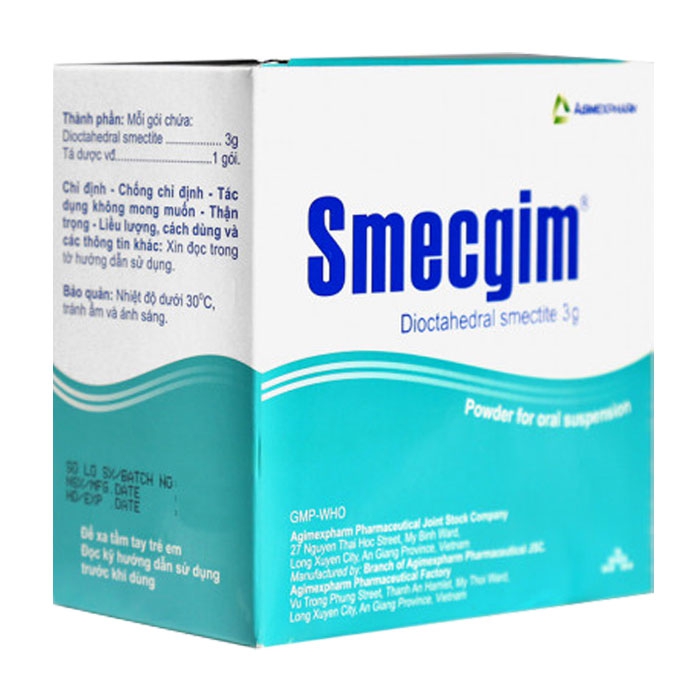 Thành phần: Mỗi gói chứa:
Dioctahedral smectite .................. 3g
Tá dược vđ..............................1 gói.
Chỉ định - Chống chỉ định - Tác
dụng không mong muốn - Thận
trọng - Liều lượng, cách dùng và
các thông tin khác: Xin đọc trong
tờ hướng dẫn sử dụng.
Bảo quản: Nhiệt độ dưới 30°C,
tránh ẩm và ánh sáng.
SO LO SX/BATCH NO:
NSX/MFG.DATE :
HD/EXP .DATE :
Để xa tầm tay trẻ em
Đọc kỹ hướng dẫn sử dụng
trước khi dùng
AGIMEXPHARM
Smecgim®
Dioctahedral smectite 3g
Powder for oral suspension
GMP-WHO
Agimexpharm Pharmaceutical Joint Stock Company
27 Nguyen Thai Hoc Street, My Binh Ward,
Long Xuyen City, An Giang Province, Vietnam
Manufactured by: Branch of Agimexpharm Pharmaceutical JSC.
Agimexpharm Pharmaceutical Factory
Vu Trong Phung Street, Thanh An Hamlet, My Thoi Ward,
Long Xuyen City, An Giang Province, Vietnam